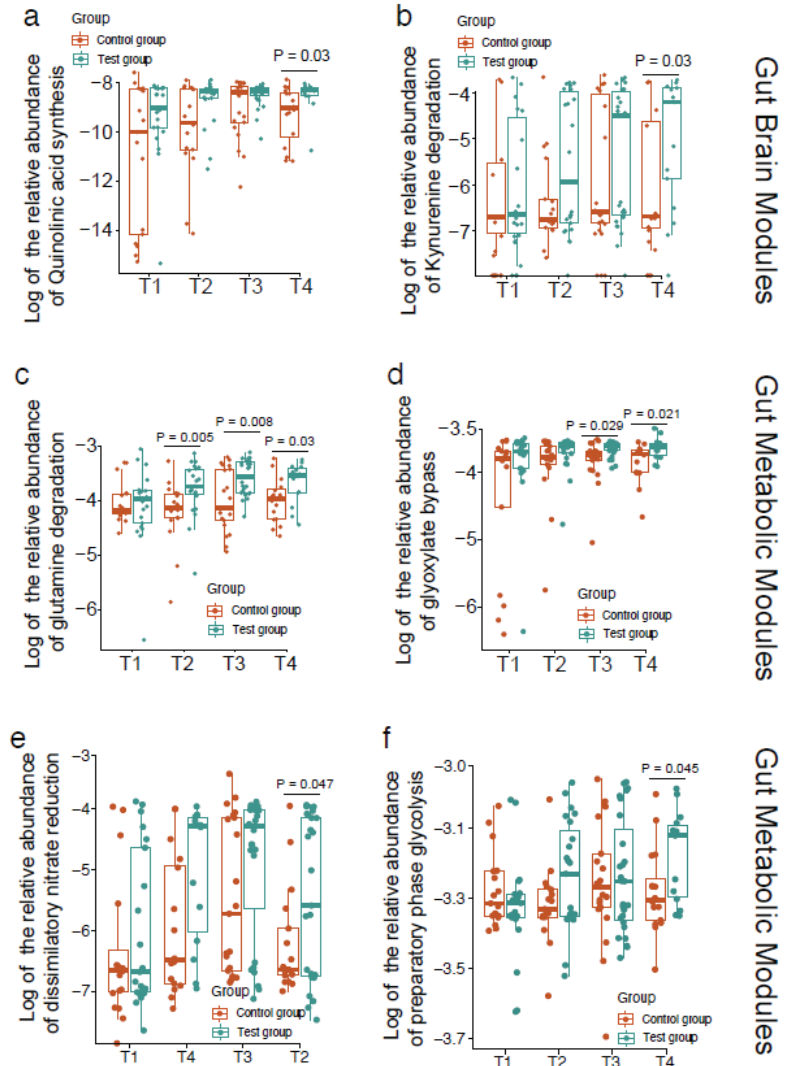 a
Group
Control group
Test group
P = 0.03
Log of the relative abundance
of Quinolinic acid synthesis
−8
−10
−12
−14
T1 T2 T3 T4
b
Group
Control group
Test group
P = 0.03
Log of the relative abundance
of Kynurenine degradation
−4
−5
−6
−7
T1 T2 T3 T4
Gut Brain Modules
c
Log of the relative abundance
of glutamine degradation
P = 0.005
P = 0.008
P = 0.03
−3
−4
−5
−6
Group
Control group
Test group
T1 T2 T3 T4
d
Log of the relative abundance
of glyoxylate bypass
P = 0.029
P = 0.021
−3.5
−4
−5
−6
Group
Control group
Test group
T1 T2 T3 T4
Gut Metabolic Modules
e
Log of the relative abundance
of dissimilatory nitrate reduction
P = 0.047
−3
−4
−5
−6
−7
Group
Control group
Test group
T1 T4 T3 T2
f
Log of the relative abundance
of preparatory phase glycolysis
P = 0.045
−3.0
−3.1
−3.3
−3.5
−3.7
Group
Control group
Test group
T1 T2 T3 T4
Gut Metabolic Modules